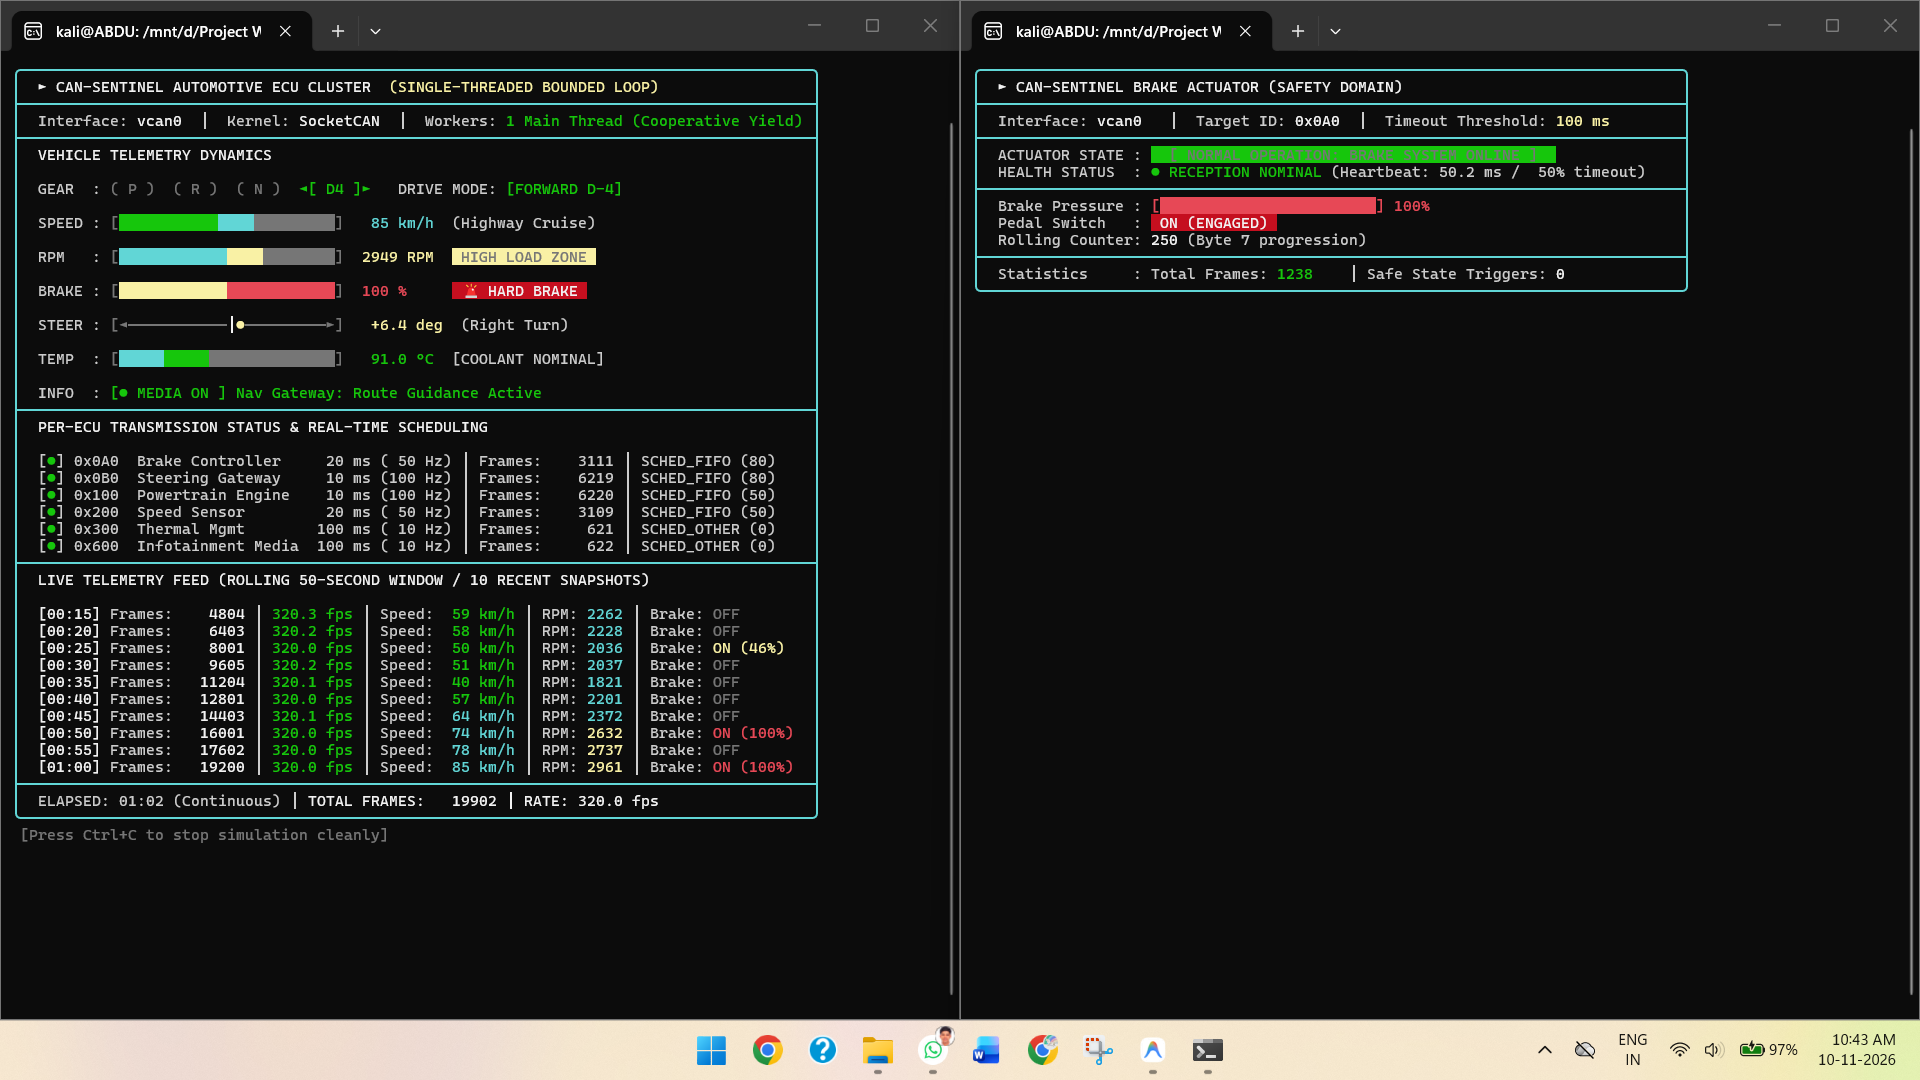 kali@ABDU: /mnt/d/Project W
► CAN-SENTINEL AUTOMOTIVE ECU CLUSTER (SINGLE-THREADED BOUNDED LOOP)
Interface: vcan0 | Kernel: SocketCAN | Workers: 1 Main Thread (Cooperative Yield)
VEHICLE TELEMETRY DYNAMICS
GEAR : ( P ) ( R ) ( N ) ◄[ D4 ]► DRIVE MODE: [FORWARD D-4]
SPEED : [ ] 85 km/h (Highway Cruise)
RPM : [ ] 2949 RPM HIGH LOAD ZONE
BRAKE : [ ] 100 % 🚨 HARD BRAKE
STEER : [◄─────|●─────►] +6.4 deg (Right Turn)
TEMP : [ ] 91.0 °C [COOLANT NOMINAL]
INFO : [● MEDIA ON ] Nav Gateway: Route Guidance Active
PER-ECU TRANSMISSION STATUS & REAL-TIME SCHEDULING
[●] 0x0A0 Brake Controller 20 ms ( 50 Hz) | Frames: 3111 | SCHED_FIFO (80)
[●] 0x0B0 Steering Gateway 10 ms (100 Hz) | Frames: 6219 | SCHED_FIFO (80)
[●] 0x100 Powertrain Engine 10 ms (100 Hz) | Frames: 6220 | SCHED_FIFO (50)
[●] 0x200 Speed Sensor 20 ms ( 50 Hz) | Frames: 3109 | SCHED_FIFO (50)
[●] 0x300 Thermal Mgmt 100 ms ( 10 Hz) | Frames: 621 | SCHED_OTHER (0)
[●] 0x600 Infotainment Media 100 ms ( 10 Hz) | Frames: 622 | SCHED_OTHER (0)
LIVE TELEMETRY FEED (ROLLING 50-SECOND WINDOW / 10 RECENT SNAPSHOTS)
[00:15] Frames: 4804 | 320.3 fps | Speed: 59 km/h | RPM: 2262 | Brake: OFF
[00:20] Frames: 6403 | 320.2 fps | Speed: 58 km/h | RPM: 2228 | Brake: OFF
[00:25] Frames: 8001 | 320.0 fps | Speed: 50 km/h | RPM: 2036 | Brake: ON (46%)
[00:30] Frames: 9605 | 320.2 fps | Speed: 51 km/h | RPM: 2037 | Brake: OFF
[00:35] Frames: 11204 | 320.1 fps | Speed: 40 km/h | RPM: 1821 | Brake: OFF
[00:40] Frames: 12801 | 320.0 fps | Speed: 57 km/h | RPM: 2201 | Brake: OFF
[00:45] Frames: 14403 | 320.1 fps | Speed: 64 km/h | RPM: 2372 | Brake: OFF
[00:50] Frames: 16001 | 320.0 fps | Speed: 74 km/h | RPM: 2632 | Brake: ON (100%)
[00:55] Frames: 17602 | 320.0 fps | Speed: 78 km/h | RPM: 2737 | Brake: OFF
[01:00] Frames: 19200 | 320.0 fps | Speed: 85 km/h | RPM: 2961 | Brake: ON (100%)
ELAPSED: 01:02 (Continuous) | TOTAL FRAMES: 19902 | RATE: 320.0 fps
[Press Ctrl+C to stop simulation cleanly]
kali@ABDU: /mnt/d/Project W
► CAN-SENTINEL BRAKE ACTUATOR (SAFETY DOMAIN)
Interface: vcan0 | Target ID: 0x0A0 | Timeout Threshold: 100 ms
ACTUATOR STATE : [ NORMAL OPERATION: BRAKE SYSTEM ONLINE ]
HEALTH STATUS : ● RECEPTION NOMINAL (Heartbeat: 50.2 ms / 50% timeout)
Brake Pressure : [ ] 100%
Pedal Switch : ON (ENGAGED)
Rolling Counter: 250 (Byte 7 progression)
Statistics : Total Frames: 1238 | Safe State Triggers: 0
ENG
IN
97%
10:43 AM
10-11-2026